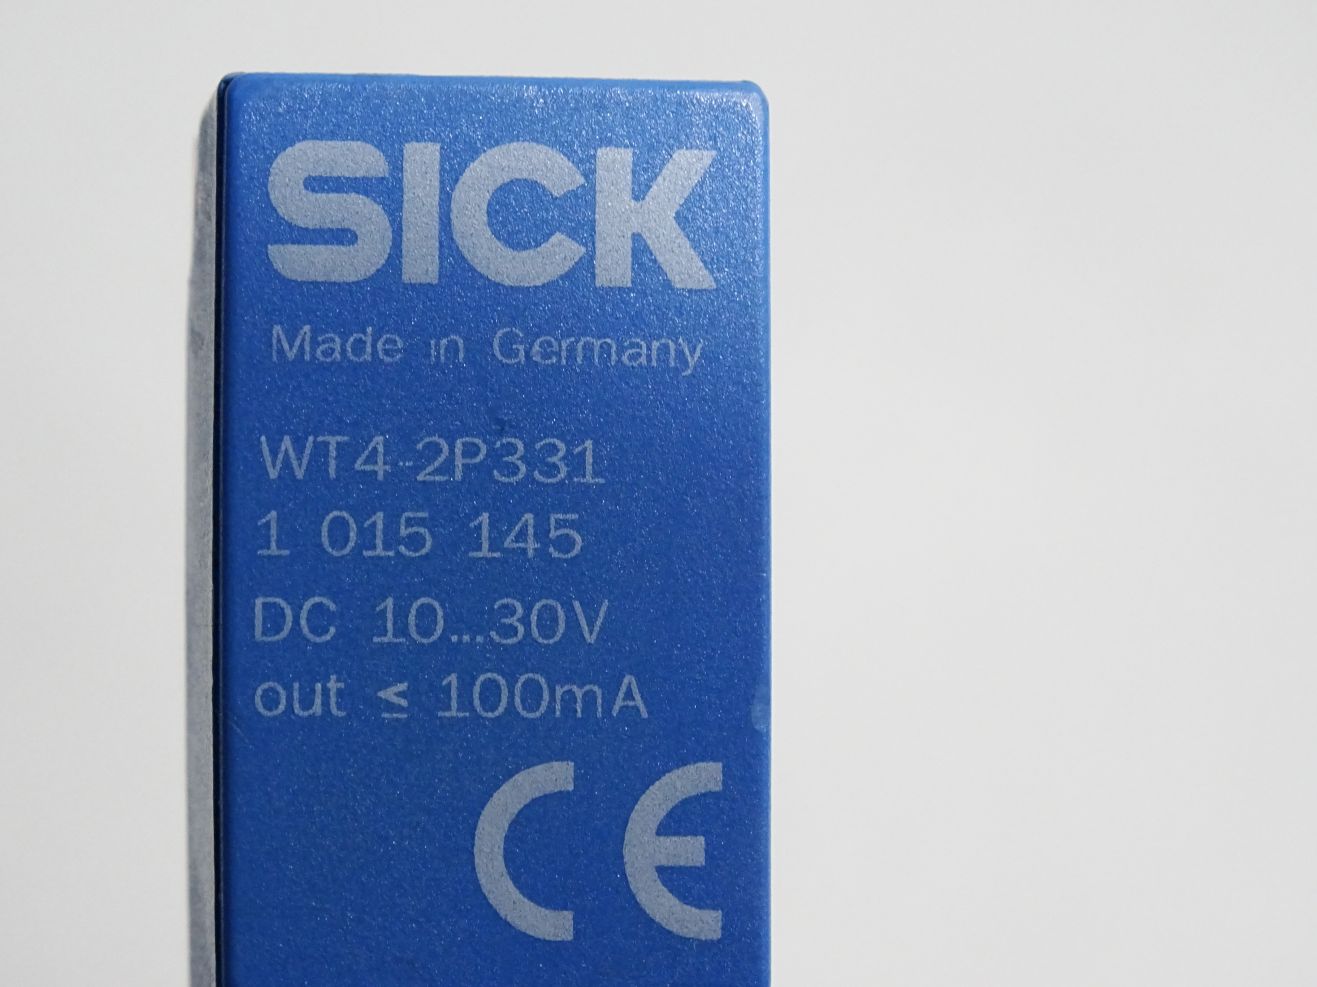 SICK
Made in Germany
WT4-2P331
1 015 145
DC 10...30V
out ≤ 100mA
CE